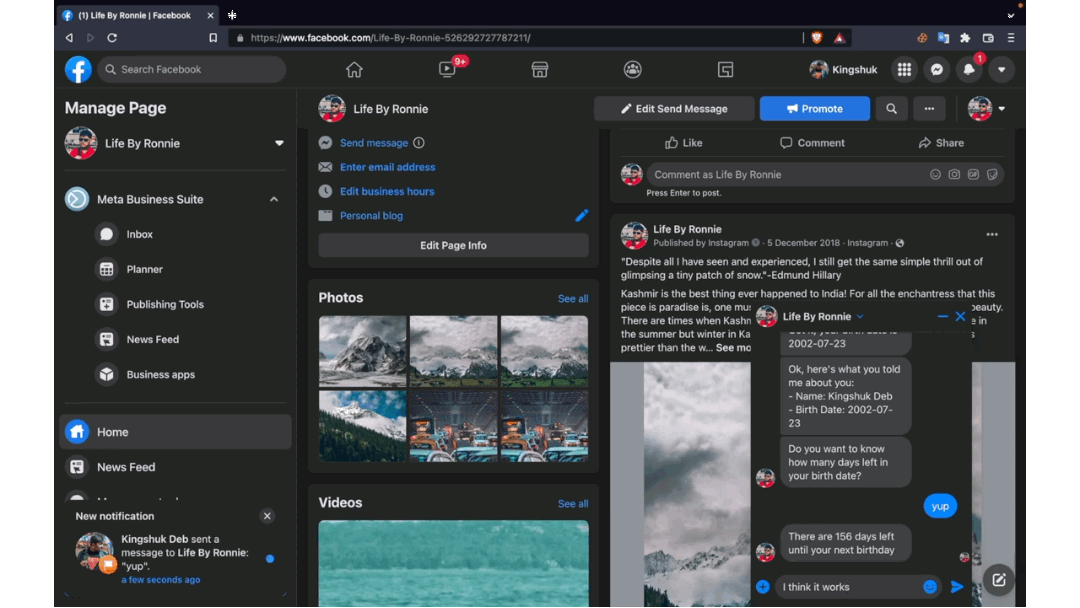 (1) Life By Ronnie | Facebook
https://www.facebook.com/Life-By-Ronnie-526292727787211/
Search Facebook
9+
Kingshuk
1
Manage Page
Life By Ronnie
Meta Business Suite
Inbox
Planner
Publishing Tools
News Feed
Business apps
Home
News Feed
New notification
Kingshuk Deb sent a
message to Life By Ronnie:
"yup".
a few seconds ago
Life By Ronnie
Edit Send Message
Promote
Send message
Enter email address
Edit business hours
Personal blog
Edit Page Info
Photos
See all
Videos
See all
Like
Comment
Share
Comment as Life By Ronnie
GIF
Press Enter to post.
Life By Ronnie
Published by Instagram · 5 December 2018 · Instagram ·
"Despite all I have seen and experienced, I still get the same simple thrill out of
glimpsing a tiny patch of snow."-Edmund Hillary
Kashmir is the best thing ever happened to India! For all the enchantress that this
piece is paradise is, one beauty.
There are times when in
the summer but winter in
prettier than the w... See
Life By Ronnie
2002-07-23
Ok, here's what you told
me about you:
- Name: Kingshuk Deb
- Birth Date: 2002-07-
23
Do you want to know
how many days left in
your birth date?
yup
There are 156 days left
until your next birthday
I think it works